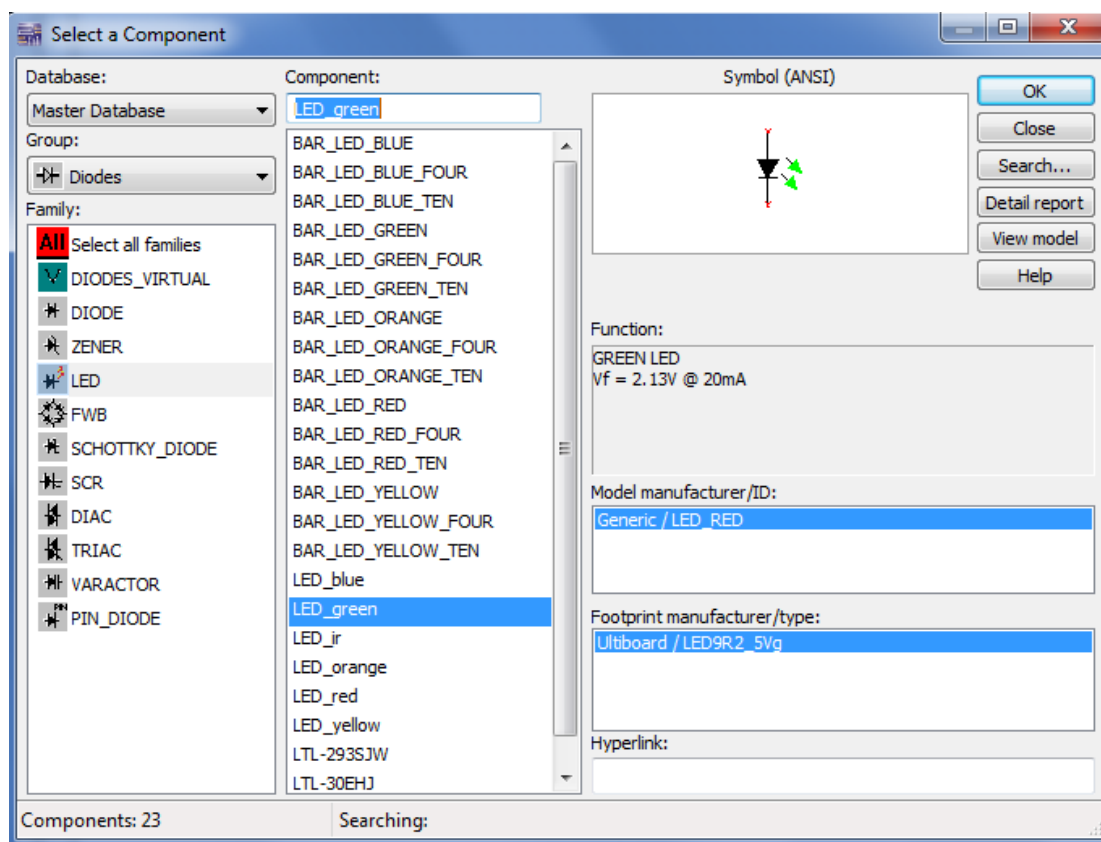 Select a Component
Database:
Master Database
Group:
Diodes
Family:
All Select all families
DIODES_VIRTUAL
DIODE
ZENER
LED
FWB
SCHOTTKY_DIODE
SCR
DIAC
TRIAC
VARACTOR
PIN PIN_DIODE
Component:
LED_green
BAR_LED_BLUE
BAR_LED_BLUE_FOUR
BAR_LED_BLUE_TEN
BAR_LED_GREEN
BAR_LED_GREEN_FOUR
BAR_LED_GREEN_TEN
BAR_LED_ORANGE
BAR_LED_ORANGE_FOUR
BAR_LED_ORANGE_TEN
BAR_LED_RED
BAR_LED_RED_FOUR
BAR_LED_RED_TEN
BAR_LED_YELLOW
BAR_LED_YELLOW_FOUR
BAR_LED_YELLOW_TEN
LED_blue
LED_green
LED_ir
LED_orange
LED_red
LED_yellow
LTL-293SJW
LTL-30EHJ
Symbol (ANSI)
Function:
GREEN LED
Vf = 2.13V @ 20mA
Model manufacturer/ID:
Generic / LED_RED
Footprint manufacturer/type:
Ultiboard / LED9R2_5Vg
Hyperlink:
OK
Close
Search...
Detail report
View model
Help
Components: 23
Searching: